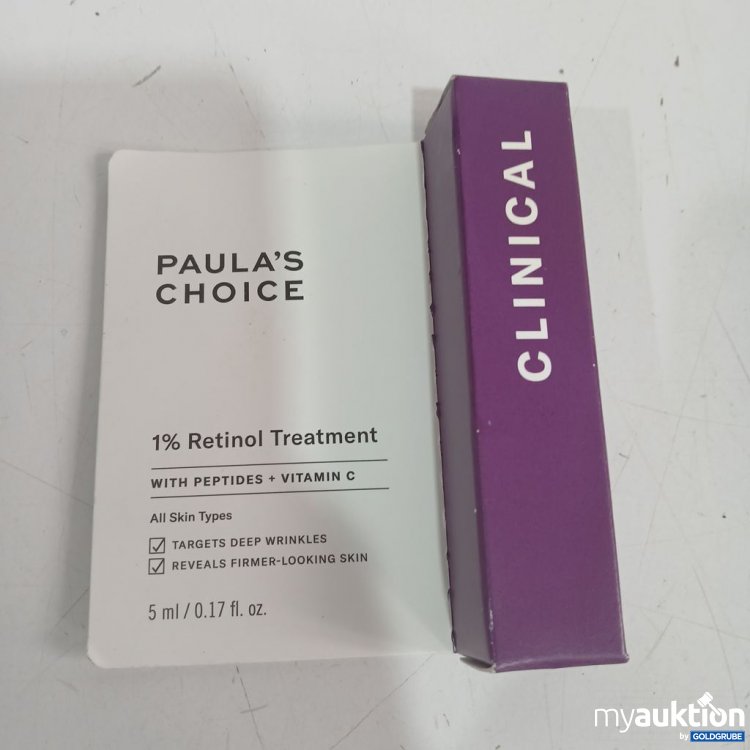 PAULA'S
CHOICE
1% Retinol Treatment
WITH PEPTIDES + VITAMIN C
All Skin Types
TARGETS DEEP WRINKLES
REVEALS FIRMER-LOOKING SKIN
5 ml / 0.17 fl. oz.
CLINICAL
myauktion
by GOLDGRUBE